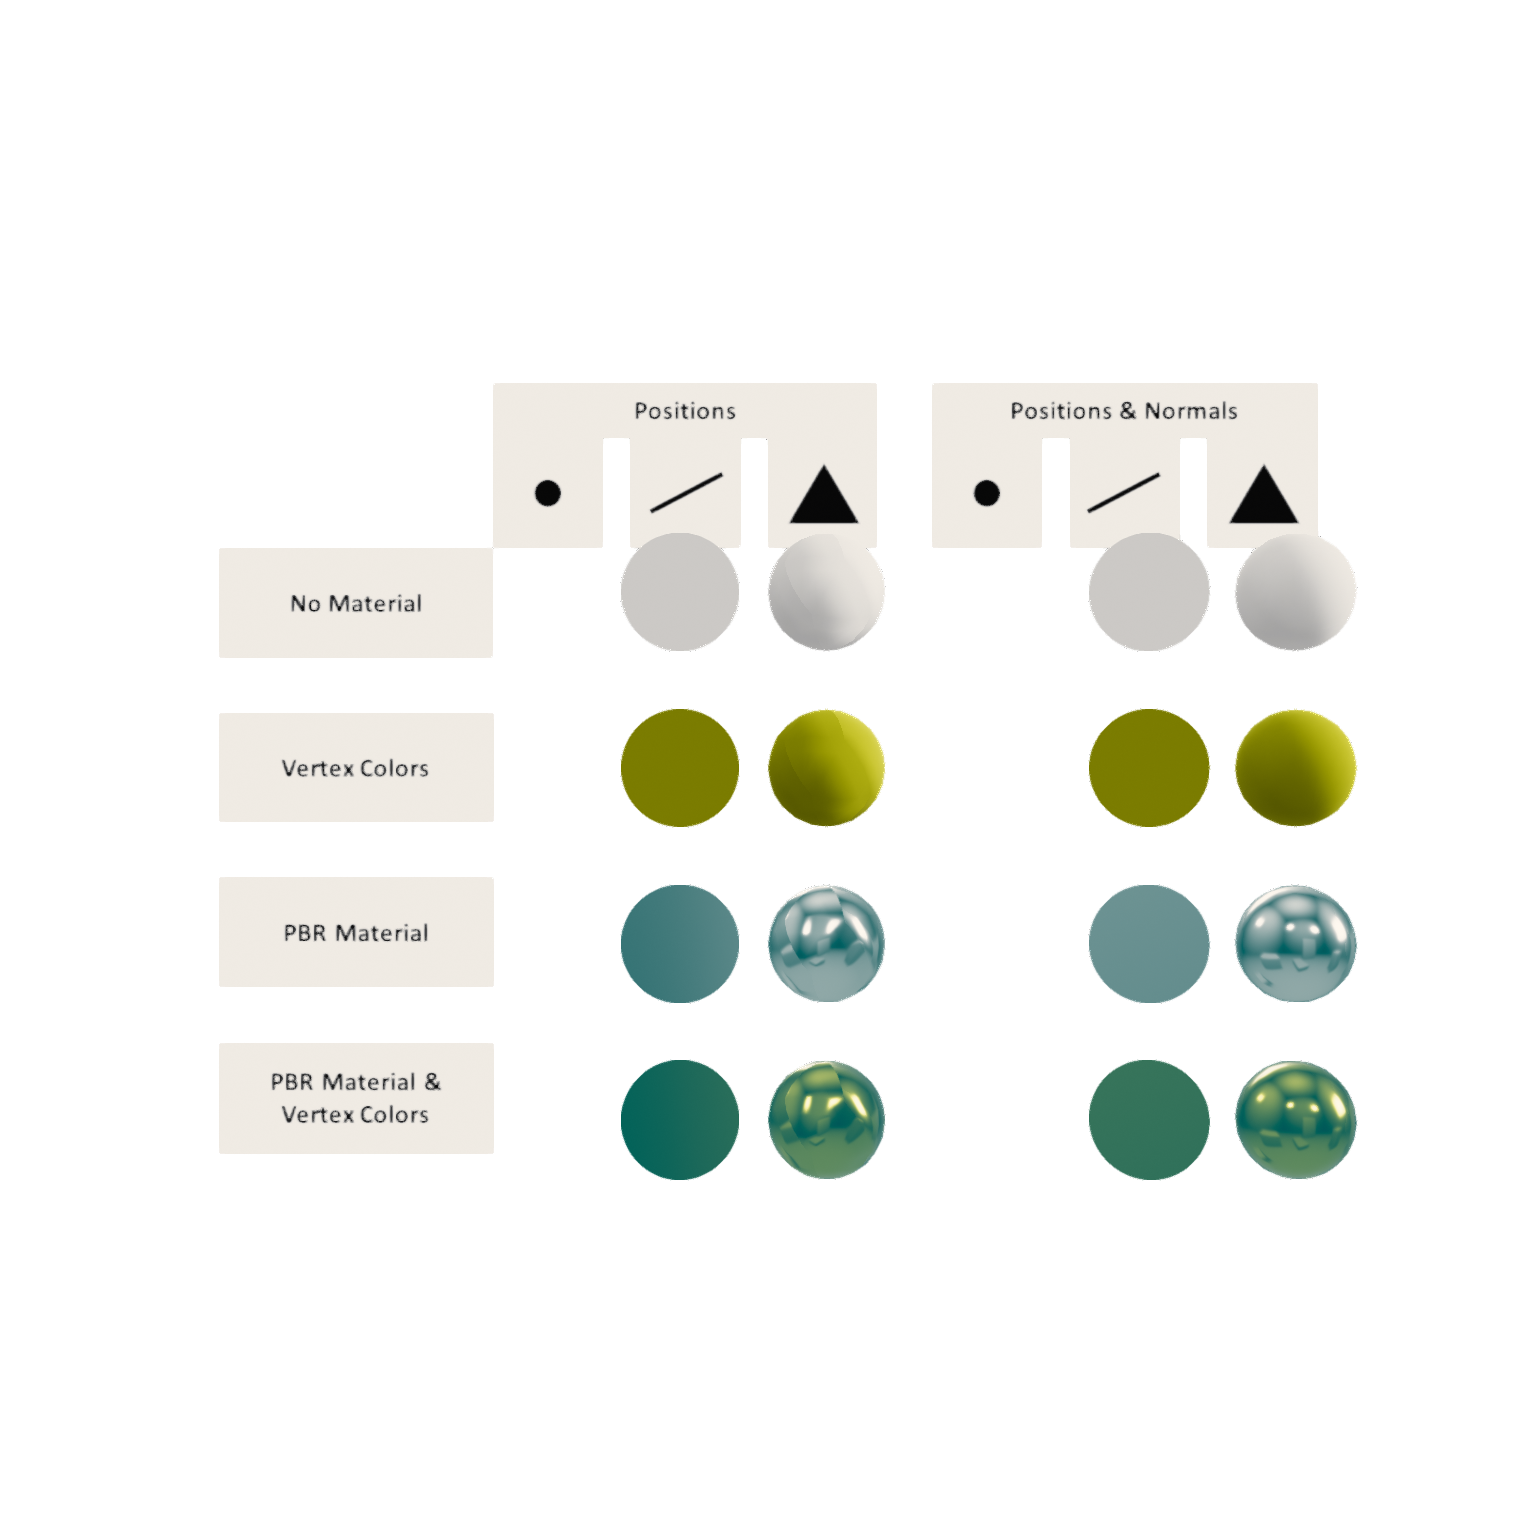 Positions
Positions & Normals
No Material
Vertex Colors
PBR Material
PBR Material &
Vertex Colors